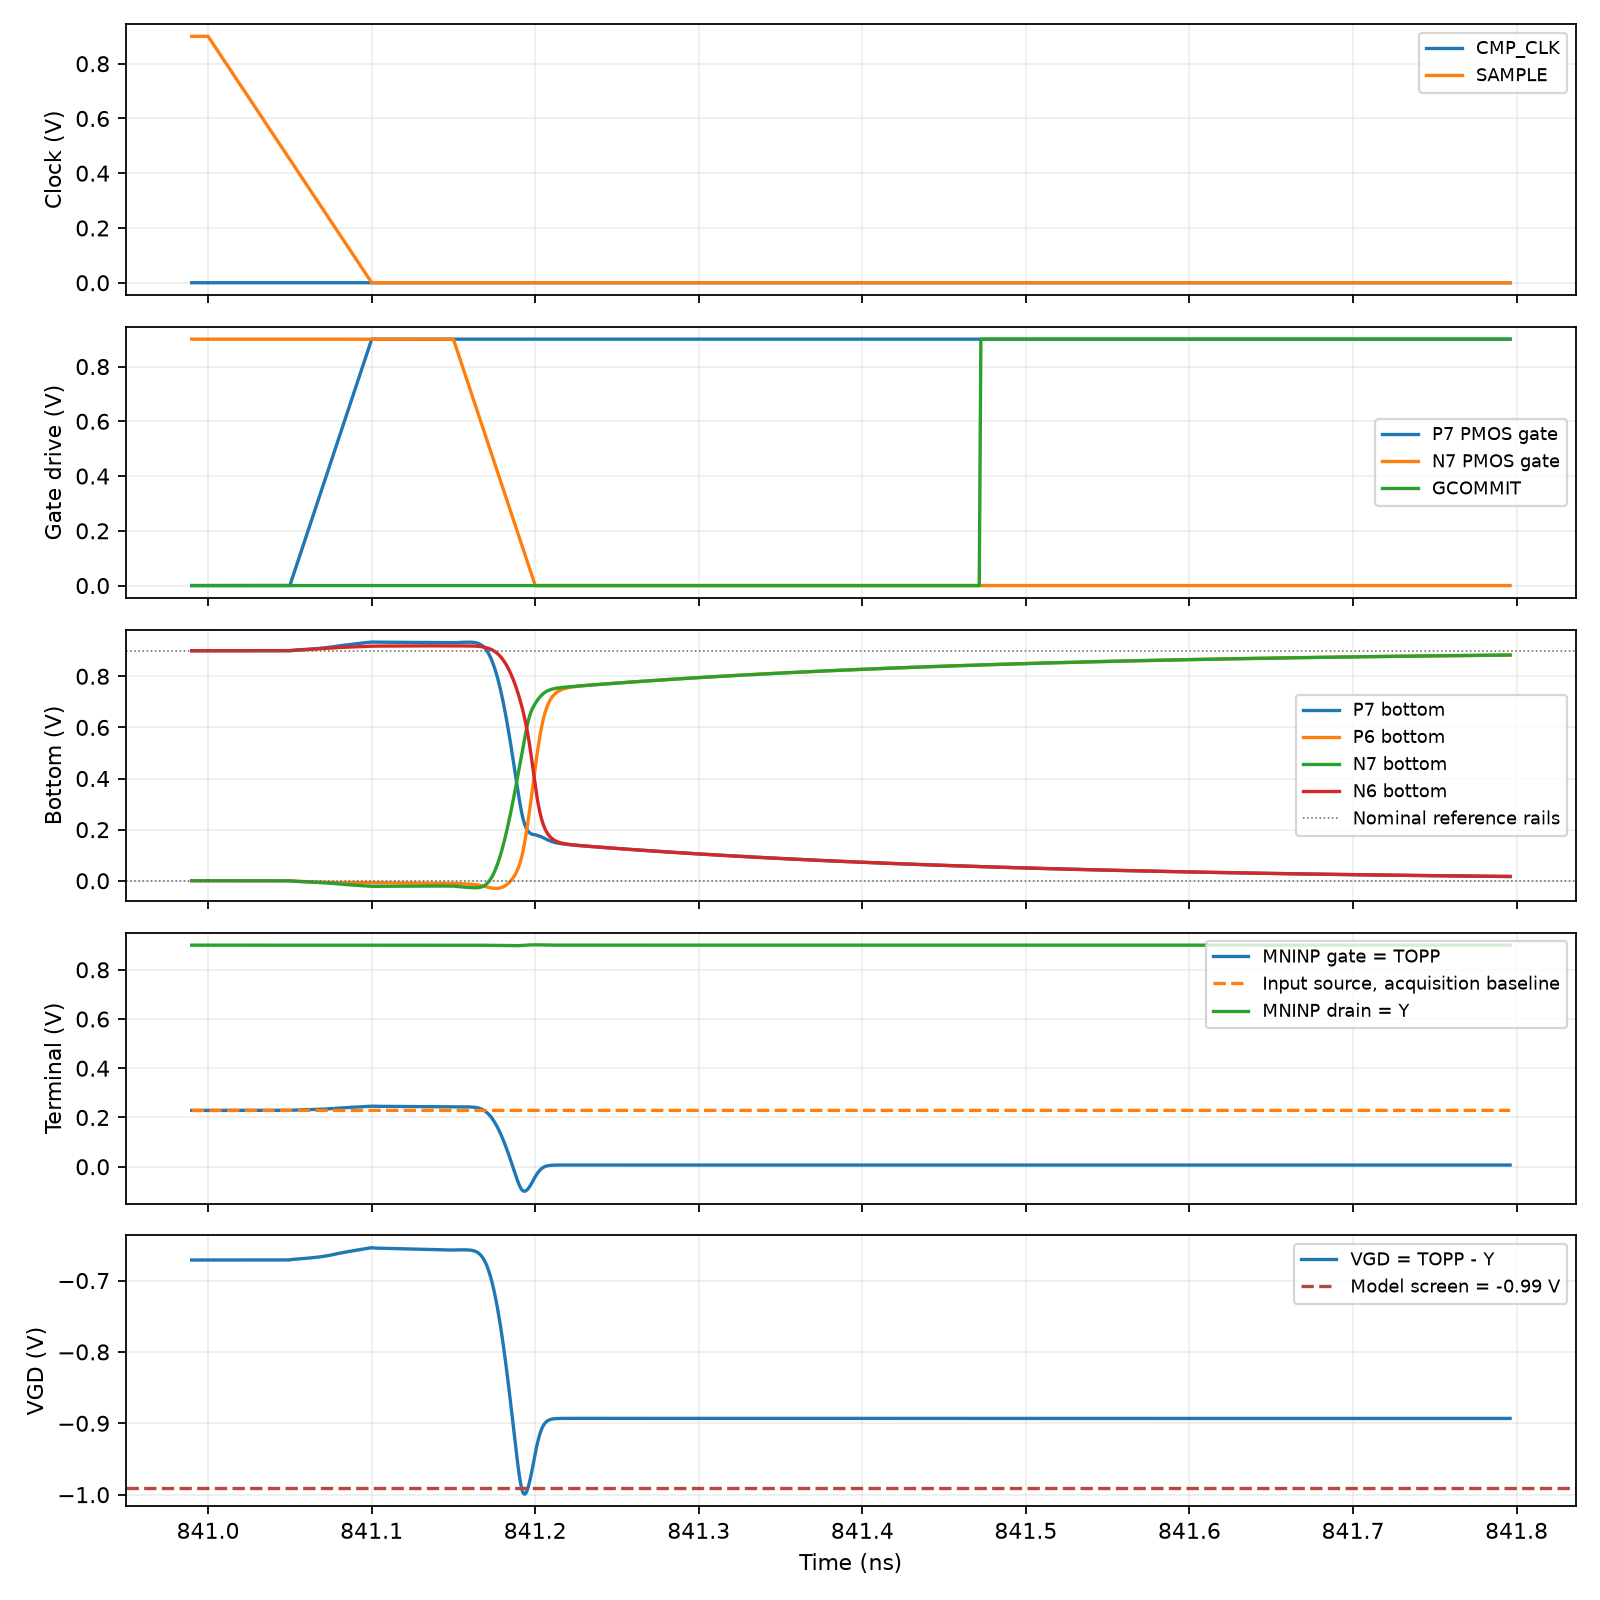 CMP_CLK
SAMPLE
Clock (V)
0.8
0.6
0.4
0.2
0.0
P7 PMOS gate
N7 PMOS gate
GCOMMIT
Gate drive (V)
0.8
0.6
0.4
0.2
0.0
P7 bottom
P6 bottom
N7 bottom
N6 bottom
Nominal reference rails
Bottom (V)
0.8
0.6
0.4
0.2
0.0
MNINP gate = TOPP
Input source, acquisition baseline
MNINP drain = Y
Terminal (V)
0.8
0.6
0.4
0.2
0.0
VGD = TOPP - Y
Model screen = -0.99 V
VGD (V)
−0.7
−0.8
−0.9
−1.0
841.0 841.1 841.2 841.3 841.4 841.5 841.6 841.7 841.8
Time (ns)